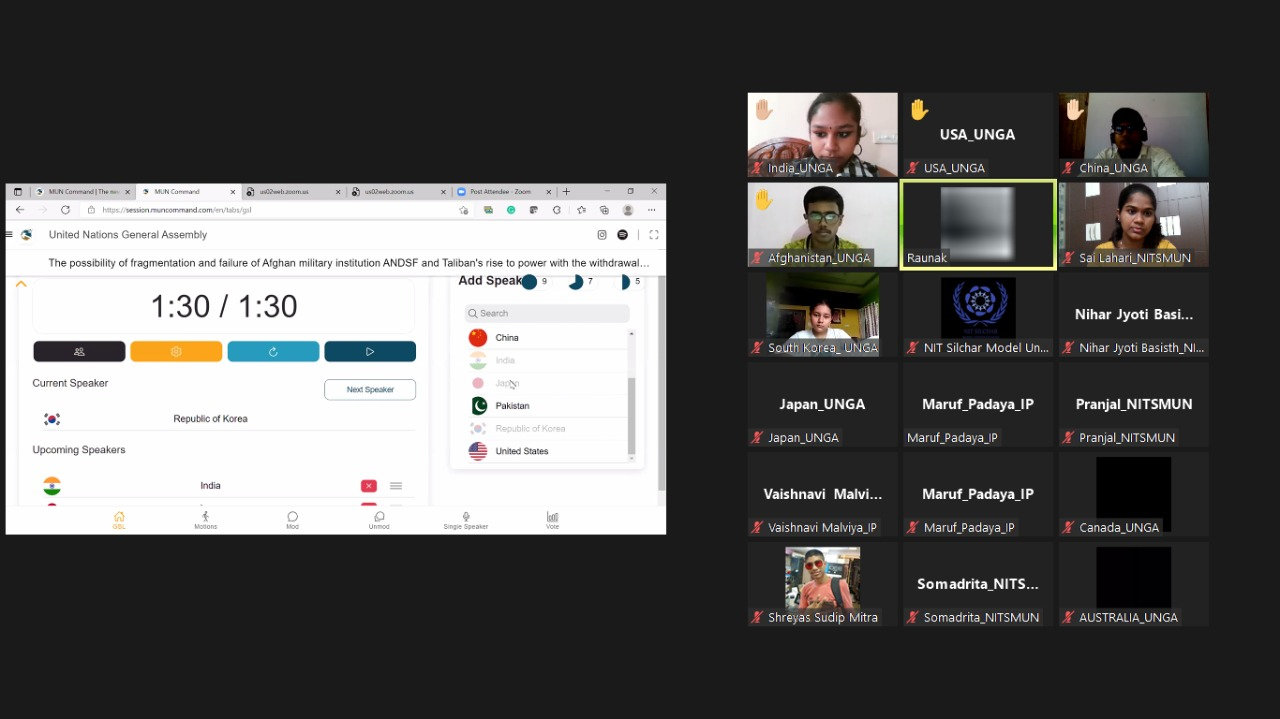 MUN Command | The ne
MUN Command
us02web.zoom.us
us02web.zoom.us
Post Attendee - Zoom
https://session.muncommand.com/en/tabs/gsl
United Nations General Assembly
The possibility of fragmentation and failure of Afghan military institution ANDSF and Taliban's rise to power with the withdrawal...
1:30 / 1:30
Current Speaker
Next Speaker
Republic of Korea
Upcoming Speakers
India
Add Speak
9
7
5
Search
China
India
Japan
Pakistan
Republic of Korea
United States
GSL
Motions
Mod
Unmod
Single Speaker
Vote
India_UNGA
USA_UNGA
USA_UNGA
China_UNGA
Afghanistan_UNGA
Raunak
Sai Lahari_NITSMUN
South Korea_ UNGA
NIT SILCHAR
NIT Silchar Model Un...
Nihar Jyoti Basi...
Nihar Jyoti Basisth_NI...
Japan_UNGA
Japan_UNGA
Maruf_Padaya_IP
Maruf_Padaya_IP
Pranjal_NITSMUN
Pranjal_NITSMUN
Vaishnavi Malvi...
Vaishnavi Malviya_IP
Maruf_Padaya_IP
Maruf_Padaya_IP
Canada_UNGA
Shreyas Sudip Mitra
Somadrita_NITS...
Somadrita_NITSMUN
AUSTRALIA_UNGA